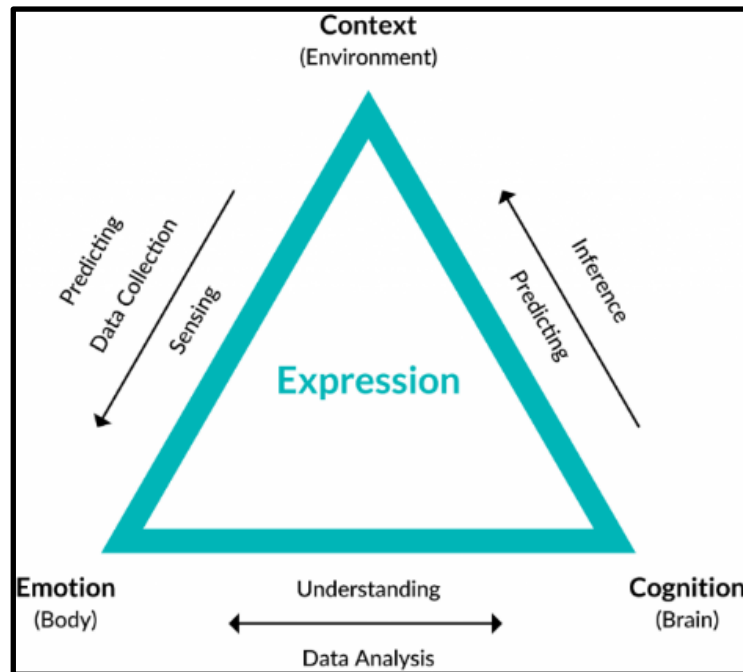 Context
(Environment)
Predicting
Data Collection
Sensing
Inference
Predicting
Expression
Emotion
(Body)
Understanding
Data Analysis
Cognition
(Brain)